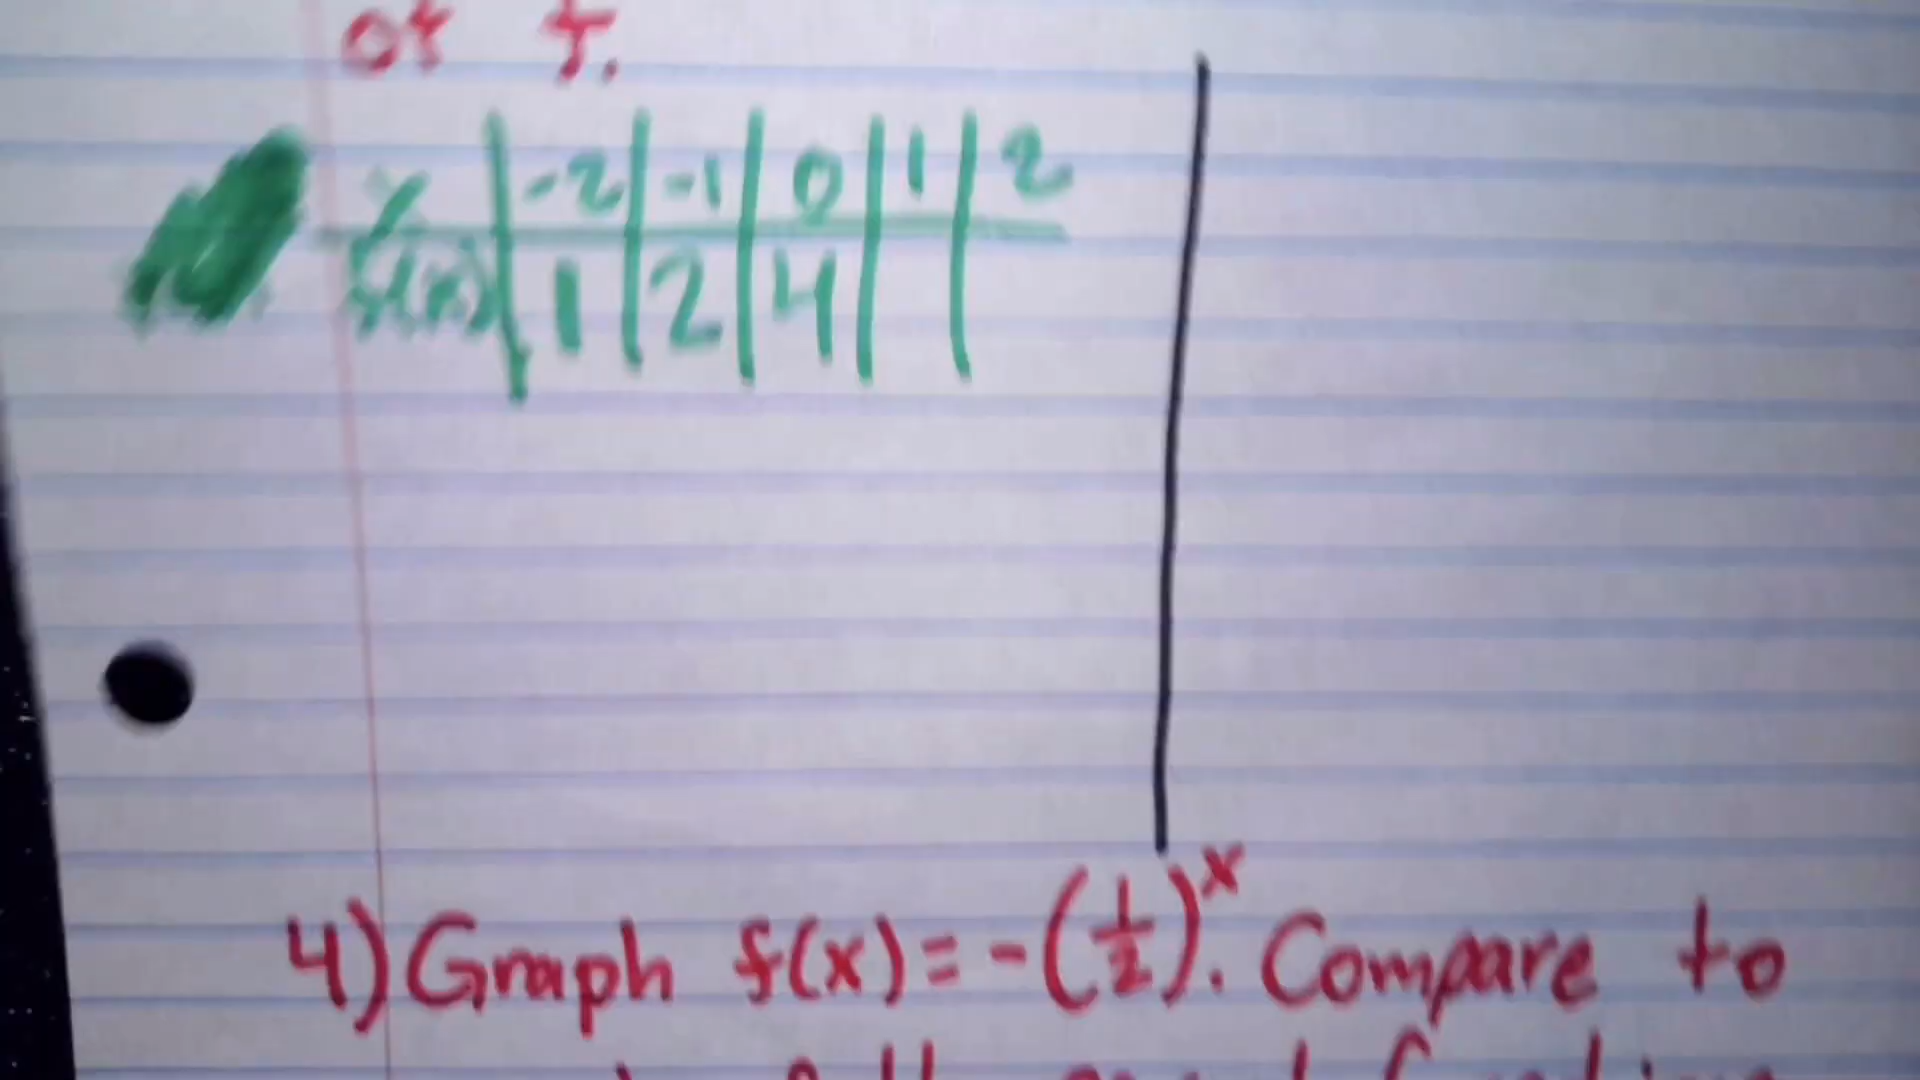 of f.
x -2 -1 0 1 2
f(x) 1 2 4
4) Graph f(x) = -(1/2)^x. Compare to